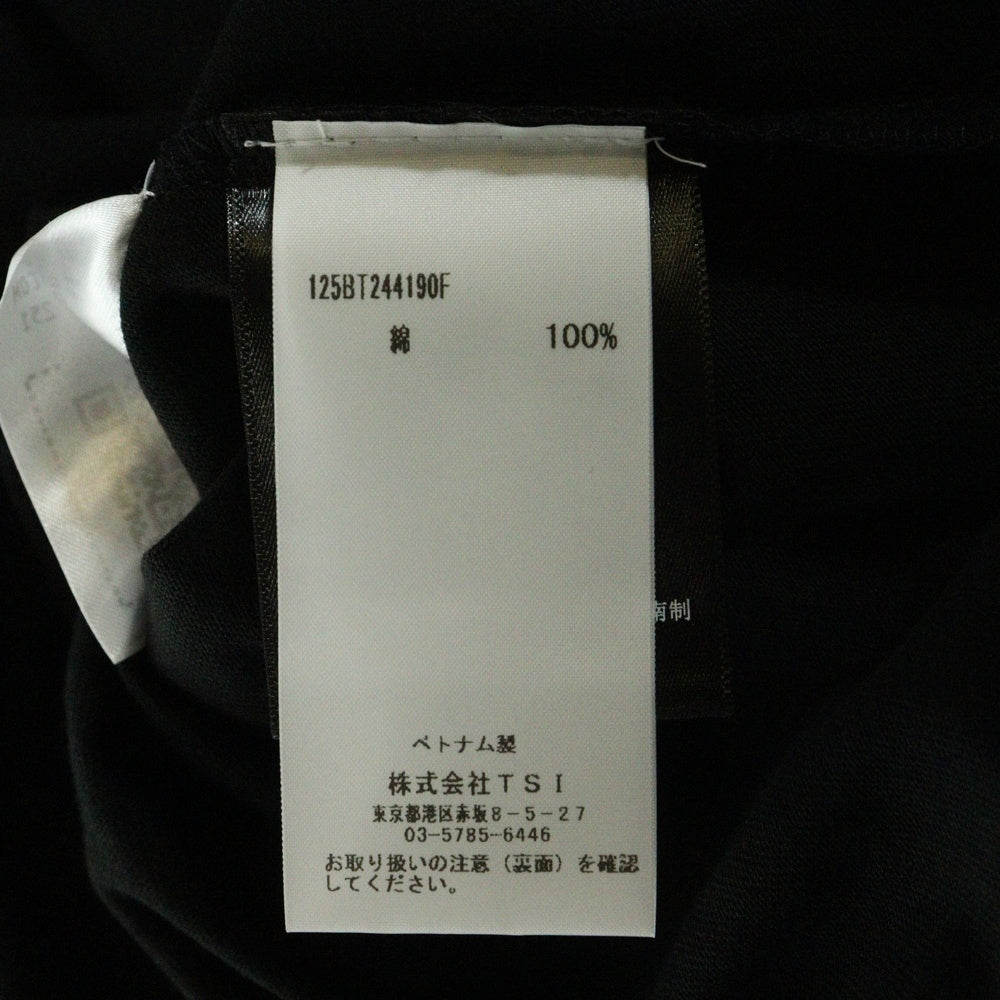 125BT244190F
綿 100%
南制
ベトナム製
株式会社TSI
東京都港区赤坂8-5-27
03-5785-6446
お取り扱いの注意(裏面)を確認
してください。